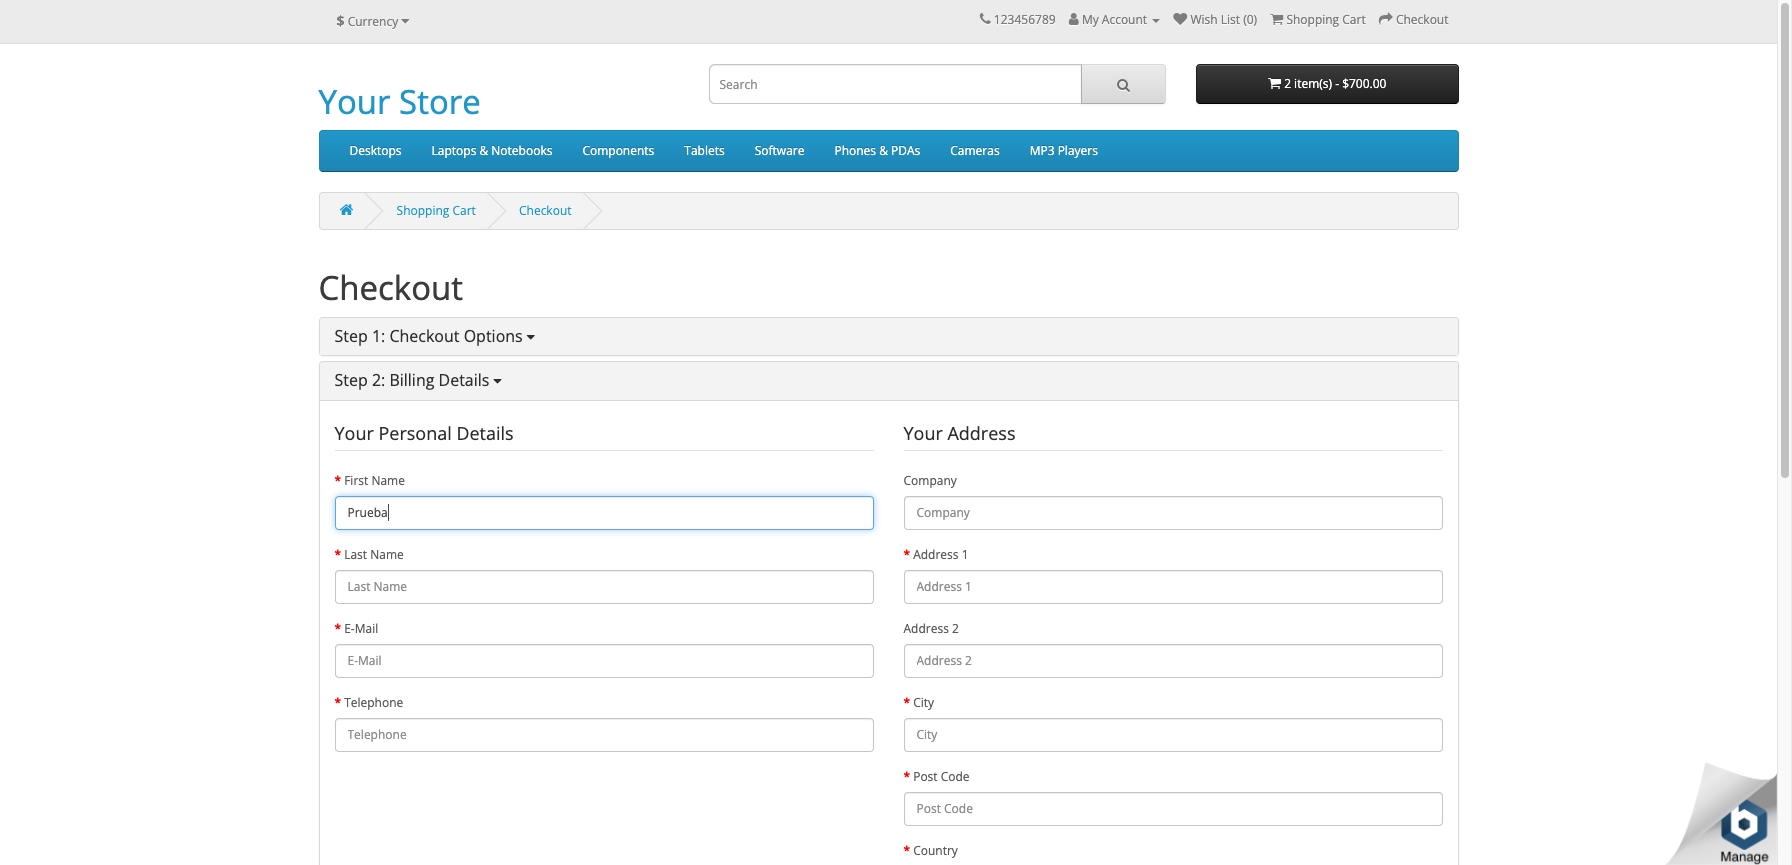 $ Currency
123456789 My Account Wish List (0) Shopping Cart Checkout
Your Store
Search
2 item(s) - $700.00
Desktops Laptops & Notebooks Components Tablets Software Phones & PDAs Cameras MP3 Players
Shopping Cart Checkout
Checkout
Step 1: Checkout Options
Step 2: Billing Details
Your Personal Details
* First Name
Prueba
* Last Name
Last Name
* E-Mail
E-Mail
* Telephone
Telephone
Your Address
Company
Company
* Address 1
Address 1
Address 2
Address 2
* City
City
* Post Code
Post Code
* Country
Manage